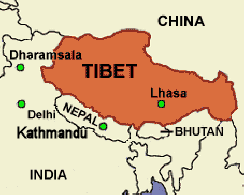 CHINA
Dharamsala
TIBET
Lhasa
Delhi
NEPAL
Kathmandu
BHUTAN
INDIA